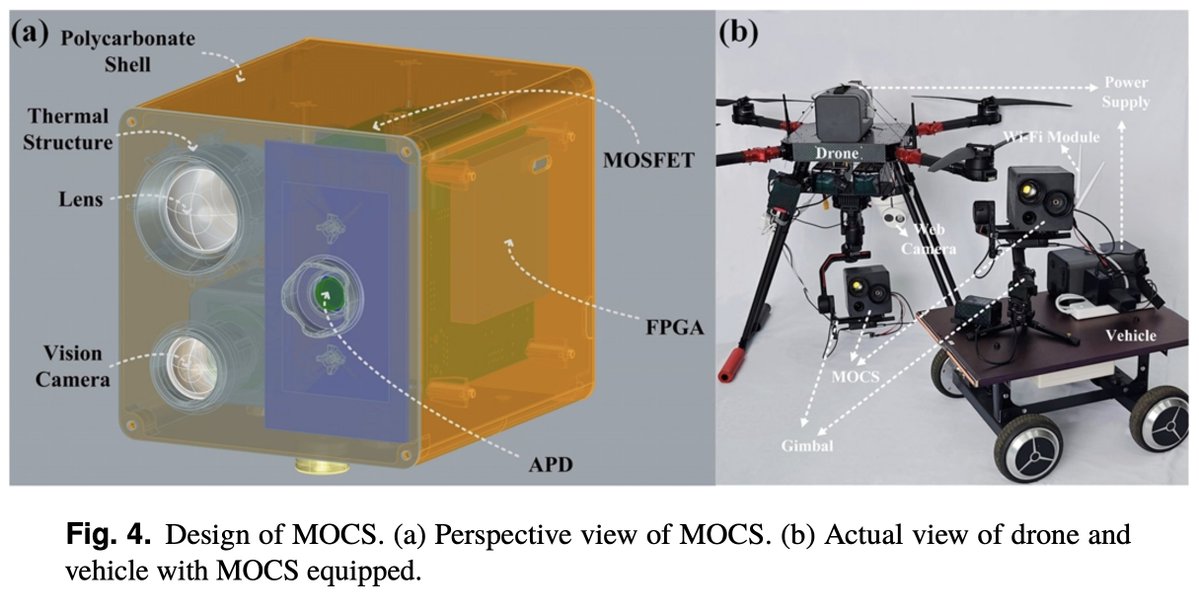 (a)
Polycarbonate
Shell
Thermal
Structure
Lens
Vision
Camera
MOSFET
FPGA
APD
(b)
Power
Supply
Wi-Fi Module
Drone
Web
Camera
Vehicle
MOCS
Gimbal
Fig. 4. Design of MOCS. (a) Perspective view of MOCS. (b) Actual view of drone and
vehicle with MOCS equipped.